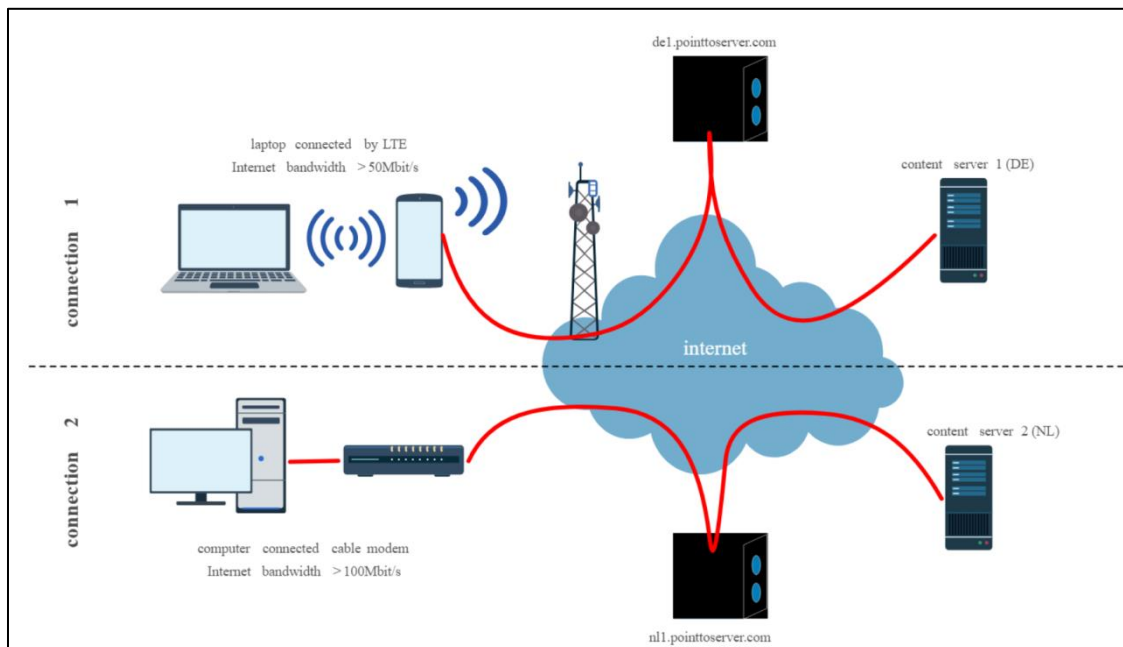 de1.pointtoserver.com
laptop connected by LTE
Internet bandwidth >50Mbit/s
content server 1 (DE)
connection 1
internet
connection 2
content server 2 (NL)
computer connected cable modem
Internet bandwidth >100Mbit/s
nl1.pointtoserver.com